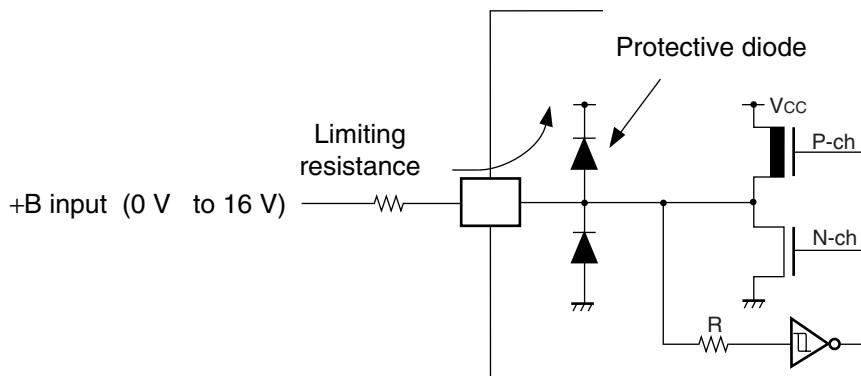 Protective diode
VCC
Limiting
resistance
P-ch
+B input (0 V to 16 V)
N-ch
R